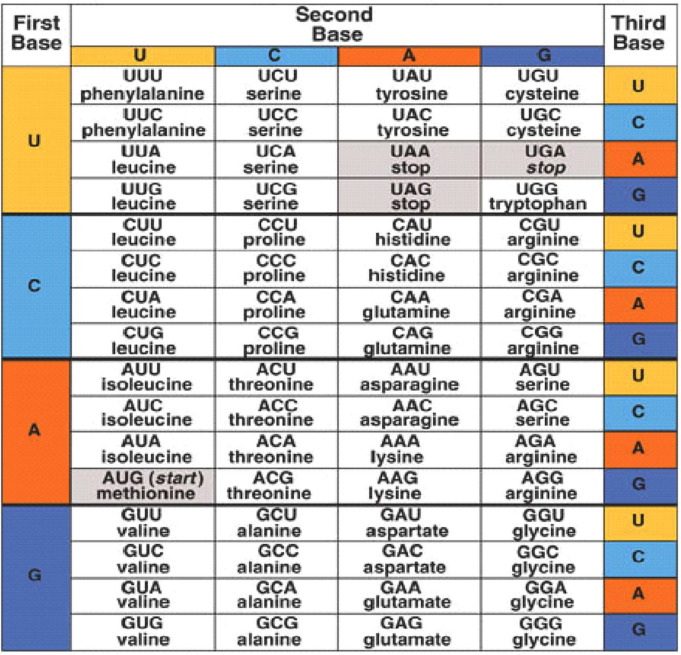 First Base Second Base Third Base
U C A G
U
UUU UCU UAU UGU U
phenylalanine serine tyrosine cysteine
UUC UCC UAC UGC C
phenylalanine serine tyrosine cysteine
UUA UCA UAA UGA A
leucine serine stop stop
UUG UCG UAG UGG G
leucine serine stop tryptophan
C
CUU CCU CAU CGU U
leucine proline histidine arginine
CUC CCC CAC CGC C
leucine proline histidine arginine
CUA CCA CAA CGA A
leucine proline glutamine arginine
CUG CCG CAG CGG G
leucine proline glutamine arginine
A
AUU ACU AAU AGU U
isoleucine threonine asparagine serine
AUC ACC AAC AGC C
isoleucine threonine asparagine serine
AUA ACA AAA AGA A
isoleucine threonine lysine arginine
AUG (start) ACG AAG AGG G
methionine threonine lysine arginine
G
GUU GCU GAU GGU U
valine alanine aspartate glycine
GUC GCC GAC GGC C
valine alanine aspartate glycine
GUA GCA GAA GGA A
valine alanine glutamate glycine
GUG GCG GAG GGG G
valine alanine glutamate glycine